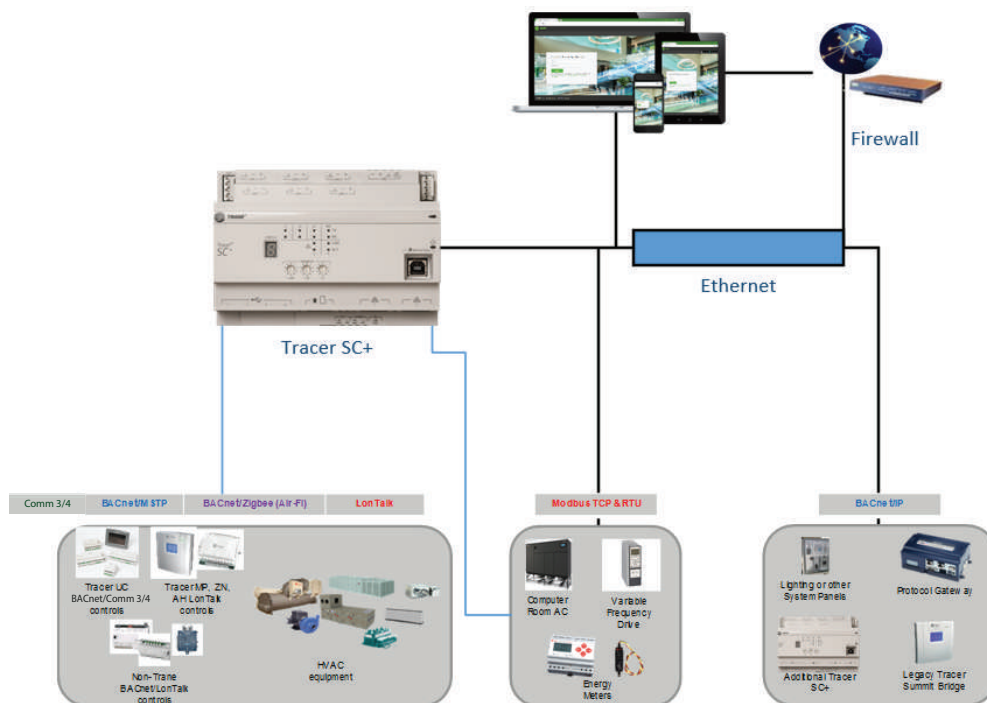 Firewall
TRANE
SC+
Ethernet
Tracer SC+
Comm 3/4
BACnet/MSTP
BACnet/Zigbee (Air-Fi)
LonTalk
Modbus TCP & RTU
BACnet/IP
Tracer UC
BACnet/Comm 3/4
controls
Tracer MP, ZN,
AH LonTalk
controls
Non-Trane
BACnet/LonTalk
controls
HVAC
equipment
Computer
Room AC
Variable
Frequency
Drive
Energy
Meters
Lighting or other
System Panels
Protocol Gateway
Additional Tracer
SC+
Legacy Tracer
Summit Bridge